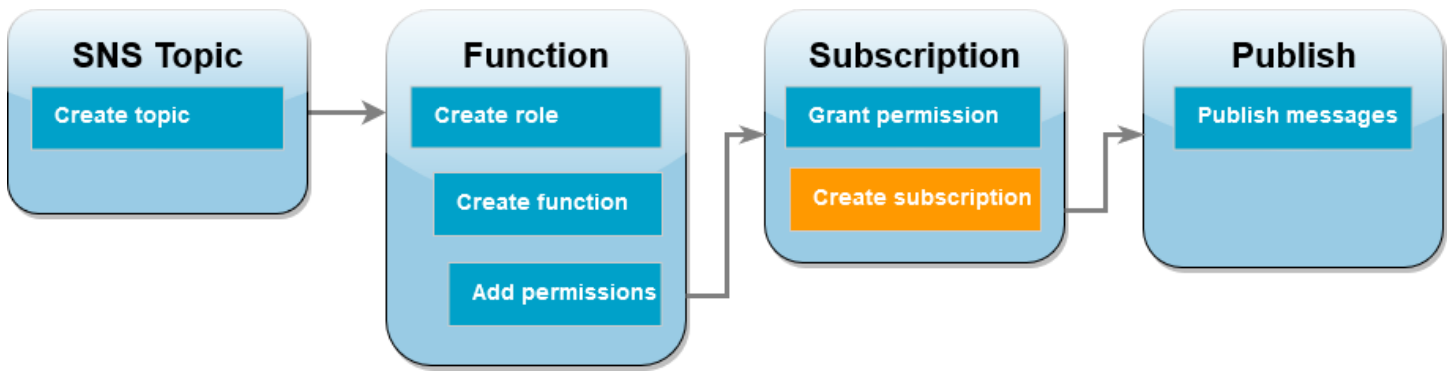 SNS Topic
Create topic
Function
Create role
Create function
Add permissions
Subscription
Grant permission
Create subscription
Publish
Publish messages